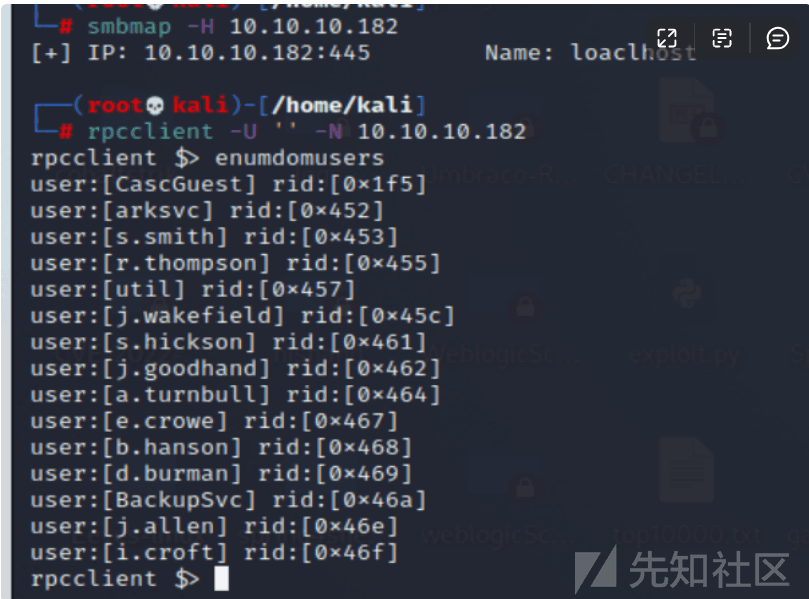 └─# smbmap -H 10.10.10.182
[+] IP: 10.10.10.182:445 Name: loaclhost
┌──(root💀kali)-[/home/kali]
└─# rpcclient -U '' -N 10.10.10.182
rpcclient $> enumdomusers
user:[CascGuest] rid:[0×1f5]
user:[arksvc] rid:[0×452]
user:[s.smith] rid:[0×453]
user:[r.thompson] rid:[0×455]
user:[util] rid:[0×457]
user:[j.wakefield] rid:[0×45c]
user:[s.hickson] rid:[0×461]
user:[j.goodhand] rid:[0×462]
user:[a.turnbull] rid:[0×464]
user:[e.crowe] rid:[0×467]
user:[b.hanson] rid:[0×468]
user:[d.burman] rid:[0×469]
user:[BackupSvc] rid:[0×46a]
user:[j.allen] rid:[0×46e]
user:[i.croft] rid:[0×46f]
rpcclient $>
exploit.py
top10000.txt
先知社区